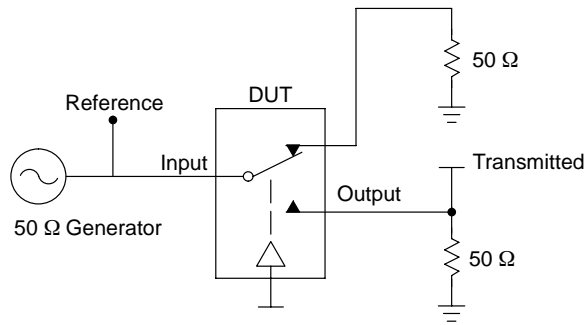 50 Ω
Reference
DUT
Input
Transmitted
Output
50 Ω Generator
50 Ω